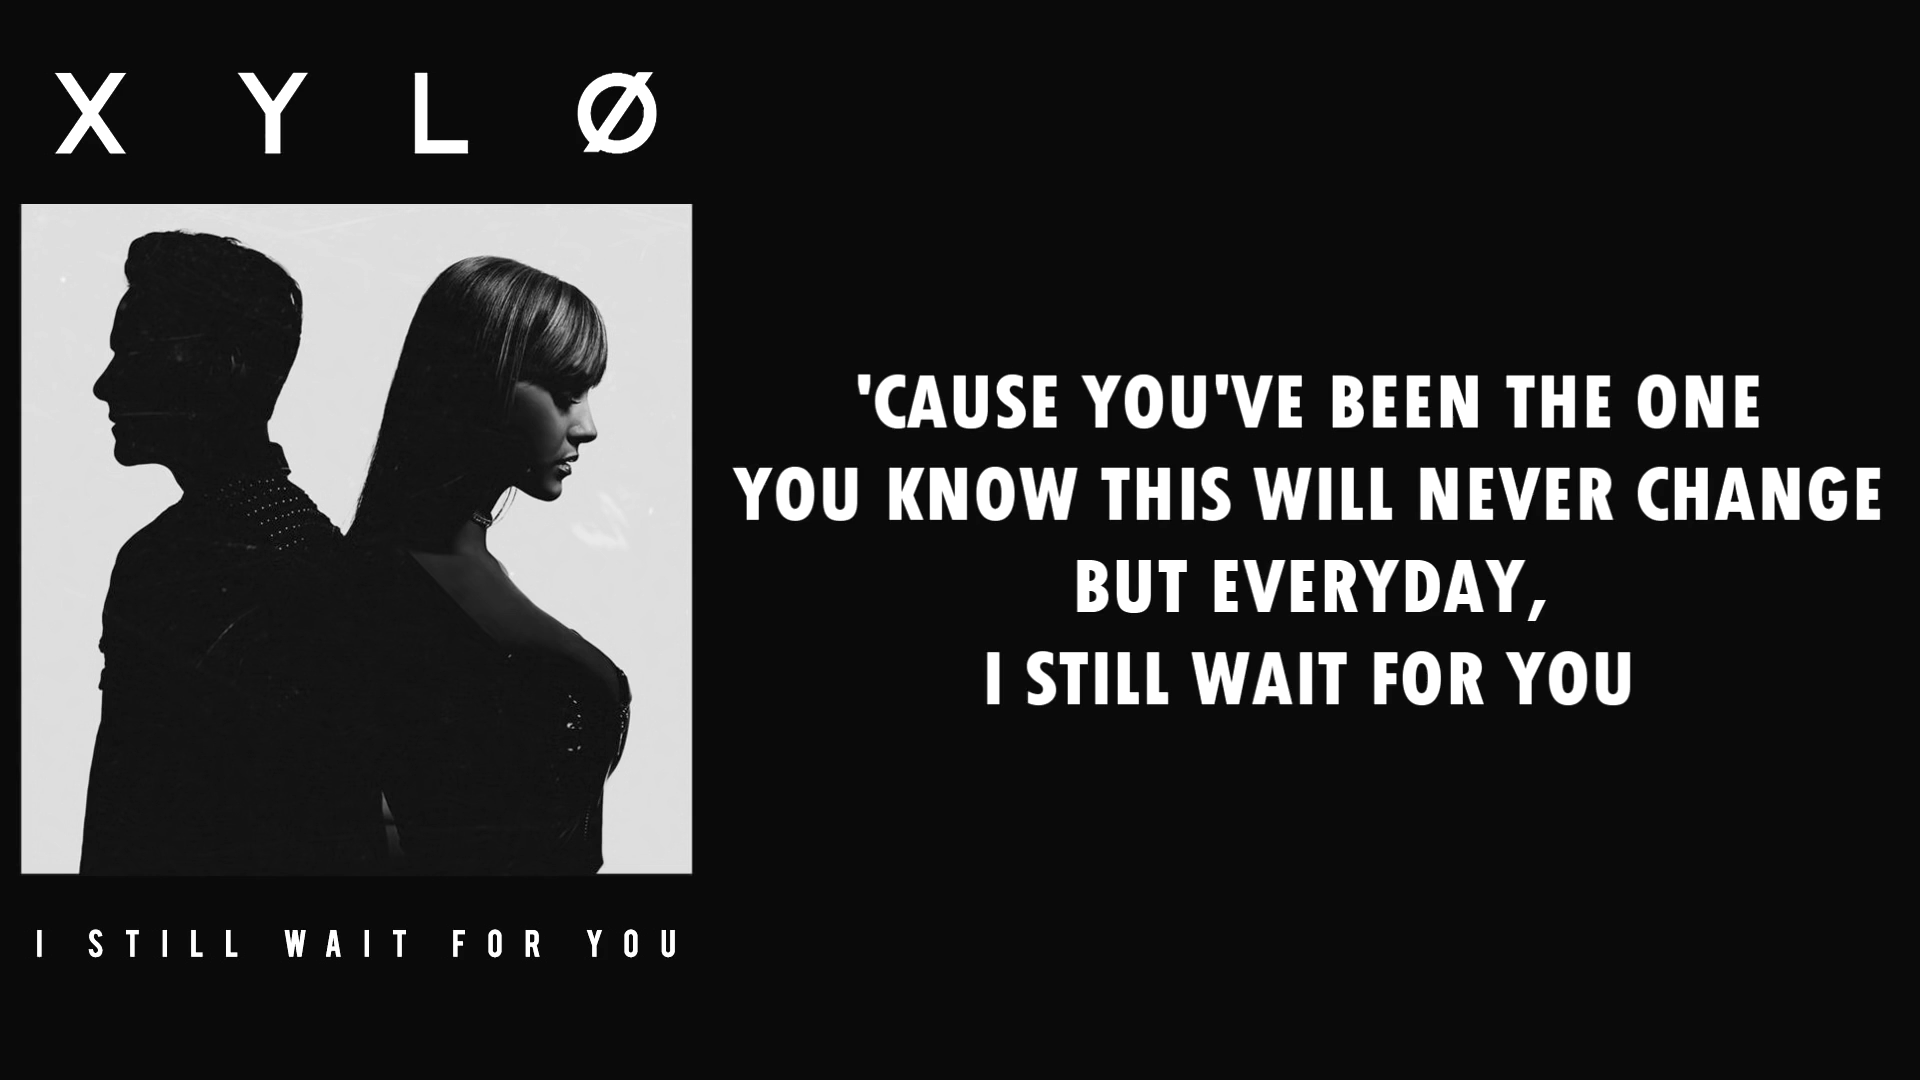 XYLØ
I STILL WAIT FOR YOU
'CAUSE YOU'VE BEEN THE ONE
YOU KNOW THIS WILL NEVER CHANGE
BUT EVERYDAY,
I STILL WAIT FOR YOU